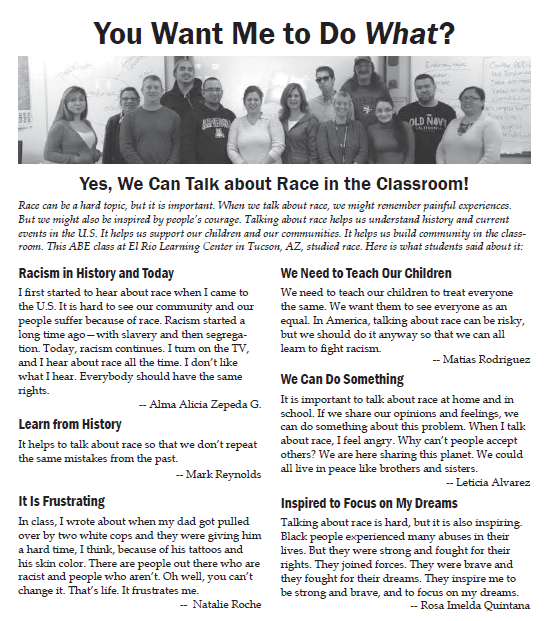 You Want Me to Do What?
OLD NAVY
Yes, We Can Talk about Race in the Classroom!
Race can be a hard topic, but it is important. When we talk about race, we might remember painful experiences.
But we might also be inspired by people's courage. Talking about race helps us understand history and current
events in the U.S. It helps us support our children and our communities. It helps us build community in the class-
room. This ABE class at El Rio Learning Center in Tucson, AZ, studied race. Here is what students said about it:
Racism in History and Today
I first started to hear about race when I came to
the U.S. It is hard to see our community and our
people suffer because of race. Racism started a
long time ago—with slavery and then segrega-
tion. Today, racism continues. I turn on the TV,
and I hear about race all the time. I don't like
what I hear. Everybody should have the same
rights.
-- Alma Alicia Zepeda G.
Learn from History
It helps to talk about race so that we don't repeat
the same mistakes from the past.
-- Mark Reynolds
It Is Frustrating
In class, I wrote about when my dad got pulled
over by two white cops and they were giving him
a hard time, I think, because of his tattoos and
his skin color. There are people out there who are
racist and people who aren't. Oh well, you can't
change it. That's life. It frustrates me.
-- Natalie Roche
We Need to Teach Our Children
We need to teach our children to treat everyone
the same. We want them to see everyone as an
equal. In America, talking about race can be risky,
but we should do it anyway so that we can all
learn to fight racism.
-- Matias Rodriguez
We Can Do Something
It is important to talk about race at home and in
school. If we share our opinions and feelings, we
can do something about this problem. When I talk
about race, I feel angry. Why can't people accept
others? We are here sharing this planet. We could
all live in peace like brothers and sisters.
-- Leticia Alvarez
Inspired to Focus on My Dreams
Talking about race is hard, but it is also inspiring.
Black people experienced many abuses in their
lives. But they were strong and fought for their
rights. They joined forces. They were brave and
they fought for their dreams. They inspire me to
be strong and brave, and to focus on my dreams.
-- Rosa Imelda Quintana